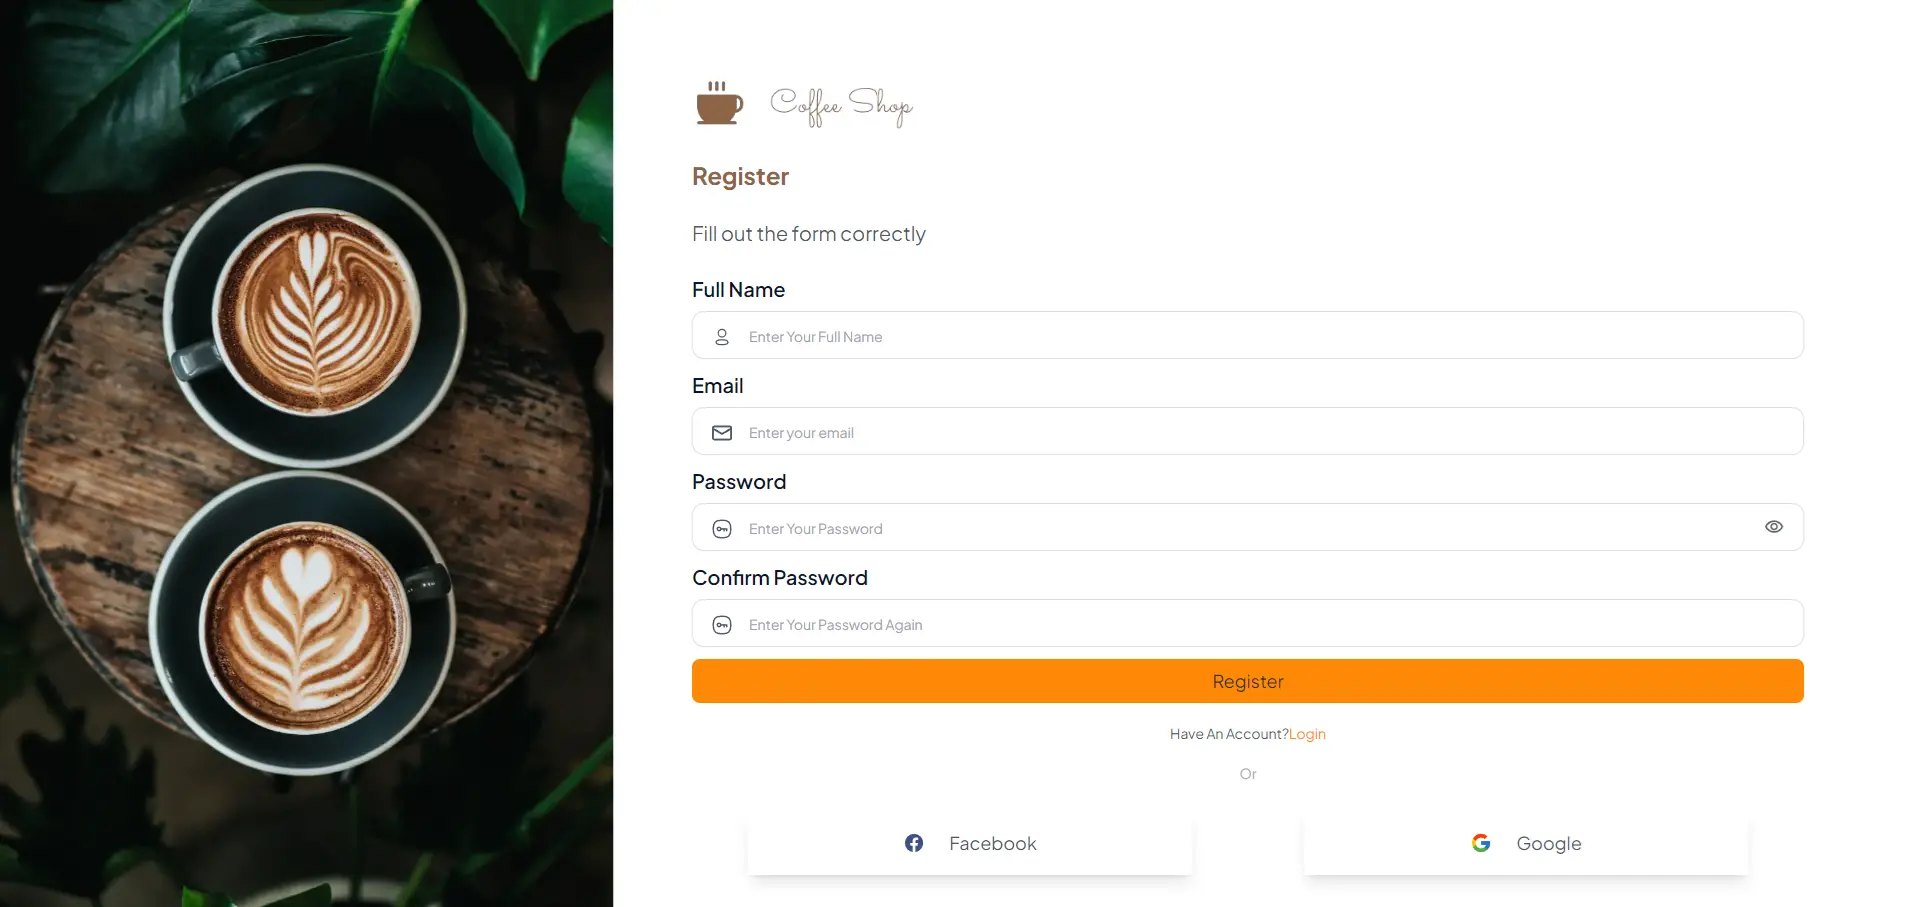 Coffee Shop
Register
Fill out the form correctly
Full Name
Enter Your Full Name
Email
Enter your email
Password
Enter Your Password
Confirm Password
Enter Your Password Again
Register
Have An Account?Login
Or
Facebook
Google